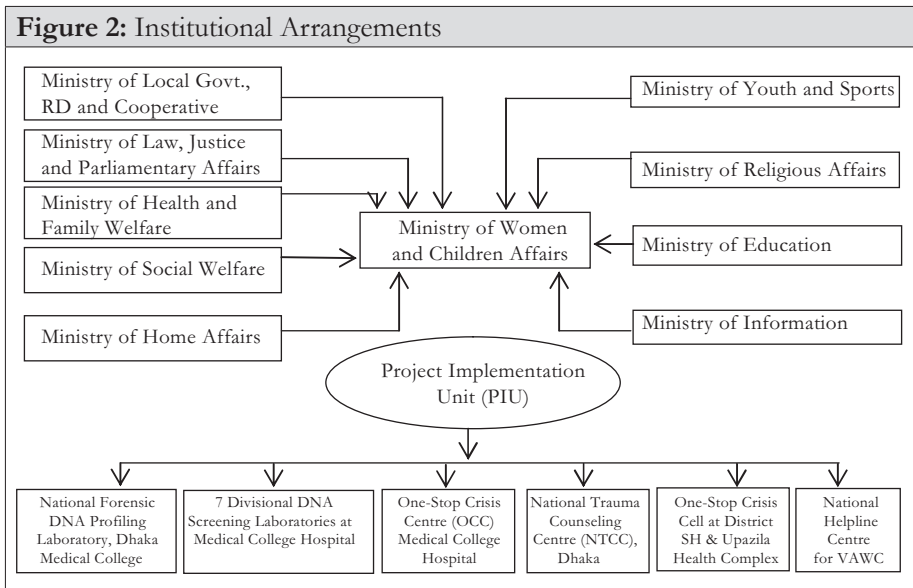 Figure 2: Institutional Arrangements
Ministry of Local Govt.,
RD and Cooperative
Ministry of Law, Justice
and Parliamentary Affairs
Ministry of Health and
Family Welfare
Ministry of Social Welfare
Ministry of Home Affairs
Ministry of Youth and Sports
Ministry of Religious Affairs
Ministry of Education
Ministry of Information
Ministry of Women
and Children Affairs
Project Implementation
Unit (PIU)
National Forensic
DNA Profiling
Laboratory, Dhaka
Medical College
7 Divisional DNA
Screening Laboratories at
Medical College Hospital
One-Stop Crisis
Centre (OCC)
Medical College
Hospital
National Trauma
Counseling
Centre (NTCC),
Dhaka
One-Stop Crisis
Cell at District
SH & Upazila
Health Complex
National
Helpline
Centre
for VAWC